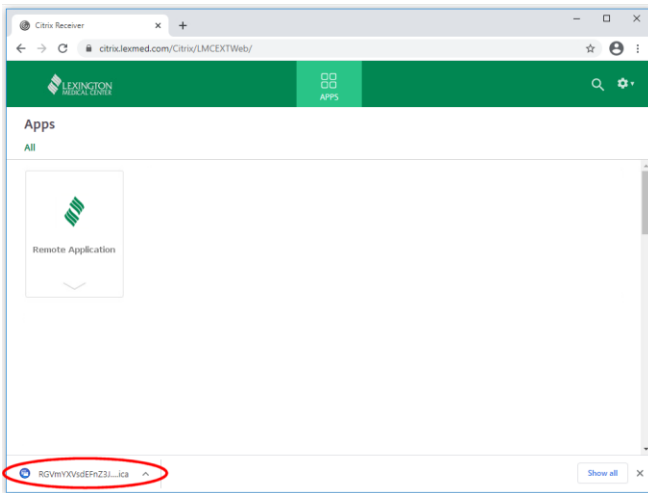 Citrix Receiver
citrix.lexmed.com/Citrix/LMCEXTWeb/
LEXINGTON
MEDICAL CENTER
APPS
Apps
All
Remote Application
RGVmYXVsdEFnZ3J....ica
Show all